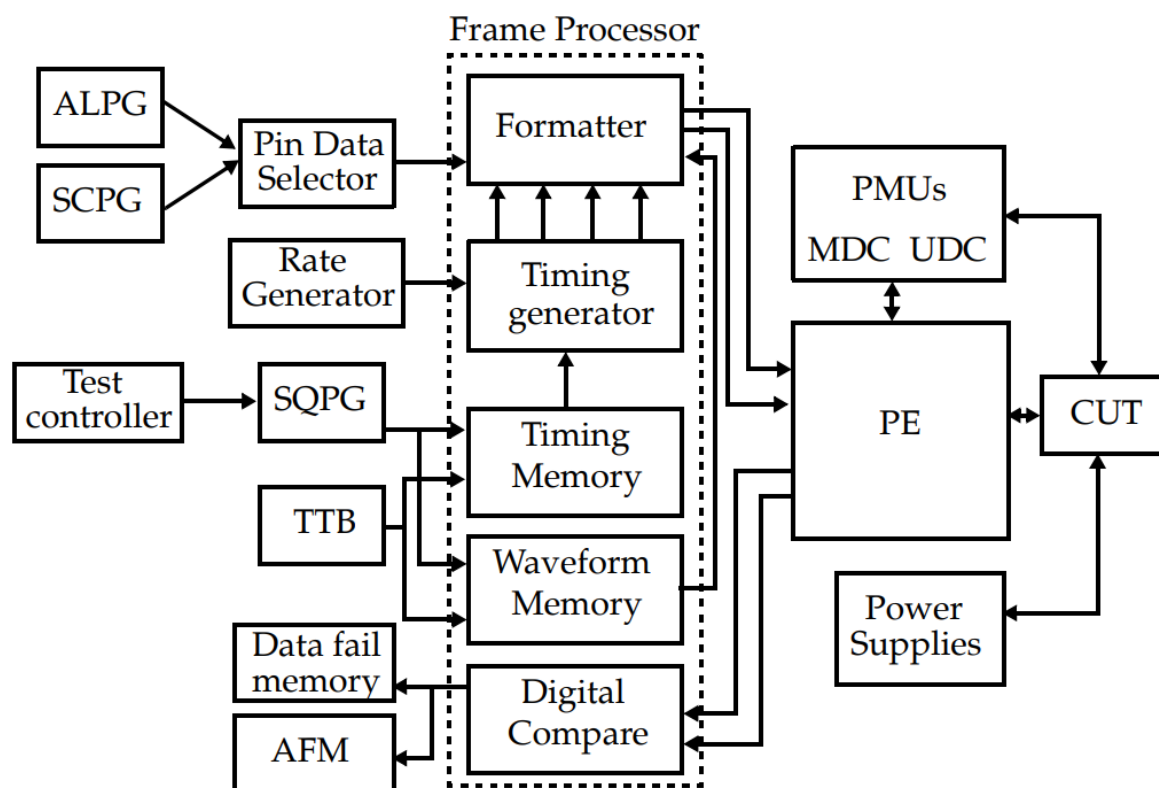 Frame Processor
ALPG
SCPG
Pin Data
Selector
Formatter
Rate
Generator
Timing
generator
PMUs
MDC UDC
Test
controller
SQPG
Timing
Memory
PE
CUT
TTB
Waveform
Memory
Power
Supplies
Data fail
memory
Digital
Compare
AFM